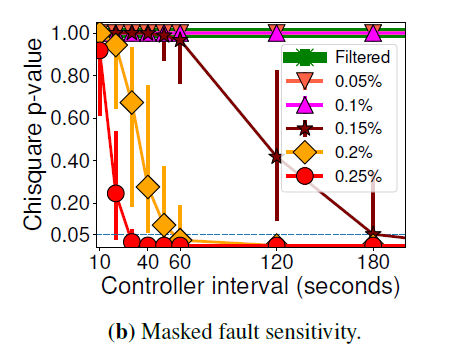 Chisquare p-value
1.00
0.80
0.60
0.40
0.20
0.05
Filtered
0.05%
0.1%
0.15%
0.2%
0.25%
10 40 60 120 180
Controller interval (seconds)
(b) Masked fault sensitivity.